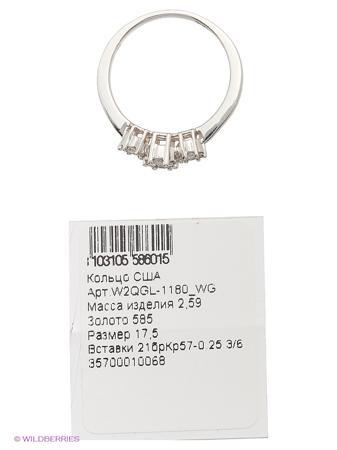 103105 586015
Кольцо США
Арт.W2QGL-1180_WG
Масса изделия 2,59
Золото 585
Размер 17,5
Вставки 21брКр57-0.25 3/6
35700010068
© WILDBERRIES